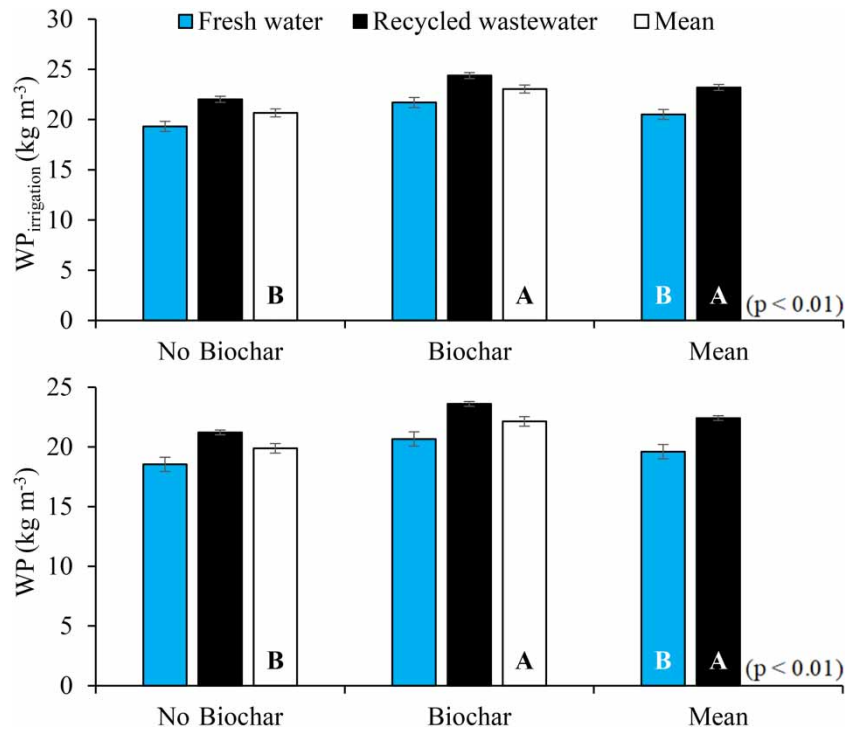 Fresh water Recycled wastewater Mean
WP_irrigation (kg m⁻³)
30
25
20
15
10
5
0
B A B A (p < 0.01)
No Biochar Biochar Mean
WP (kg m⁻³)
25
20
15
10
5
0
B A B A (p < 0.01)
No Biochar Biochar Mean